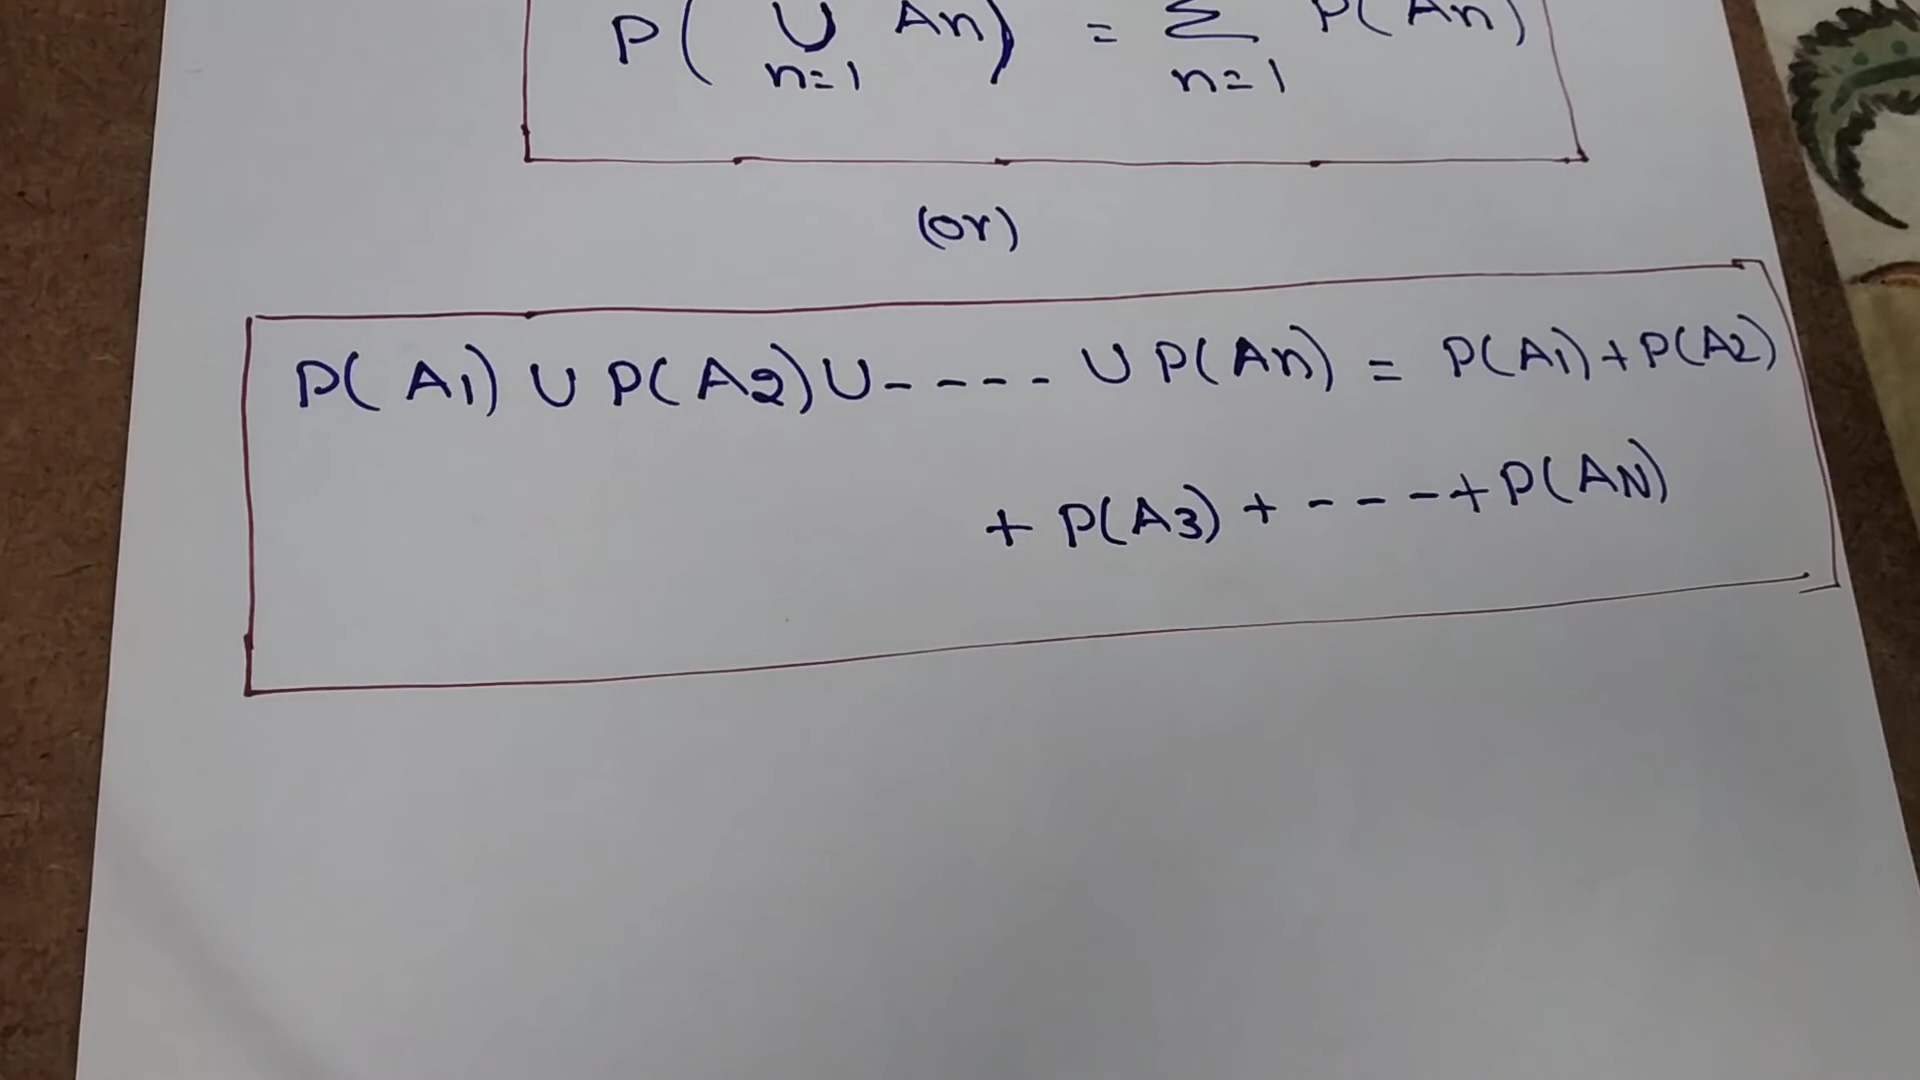 P( ∪ An) = Σ P(An)
n=1 n=1
(or)
P(A1) ∪ P(A2) ∪ - - - - ∪ P(An) = P(A1) + P(A2)
+ P(A3) + - - - + P(AN)